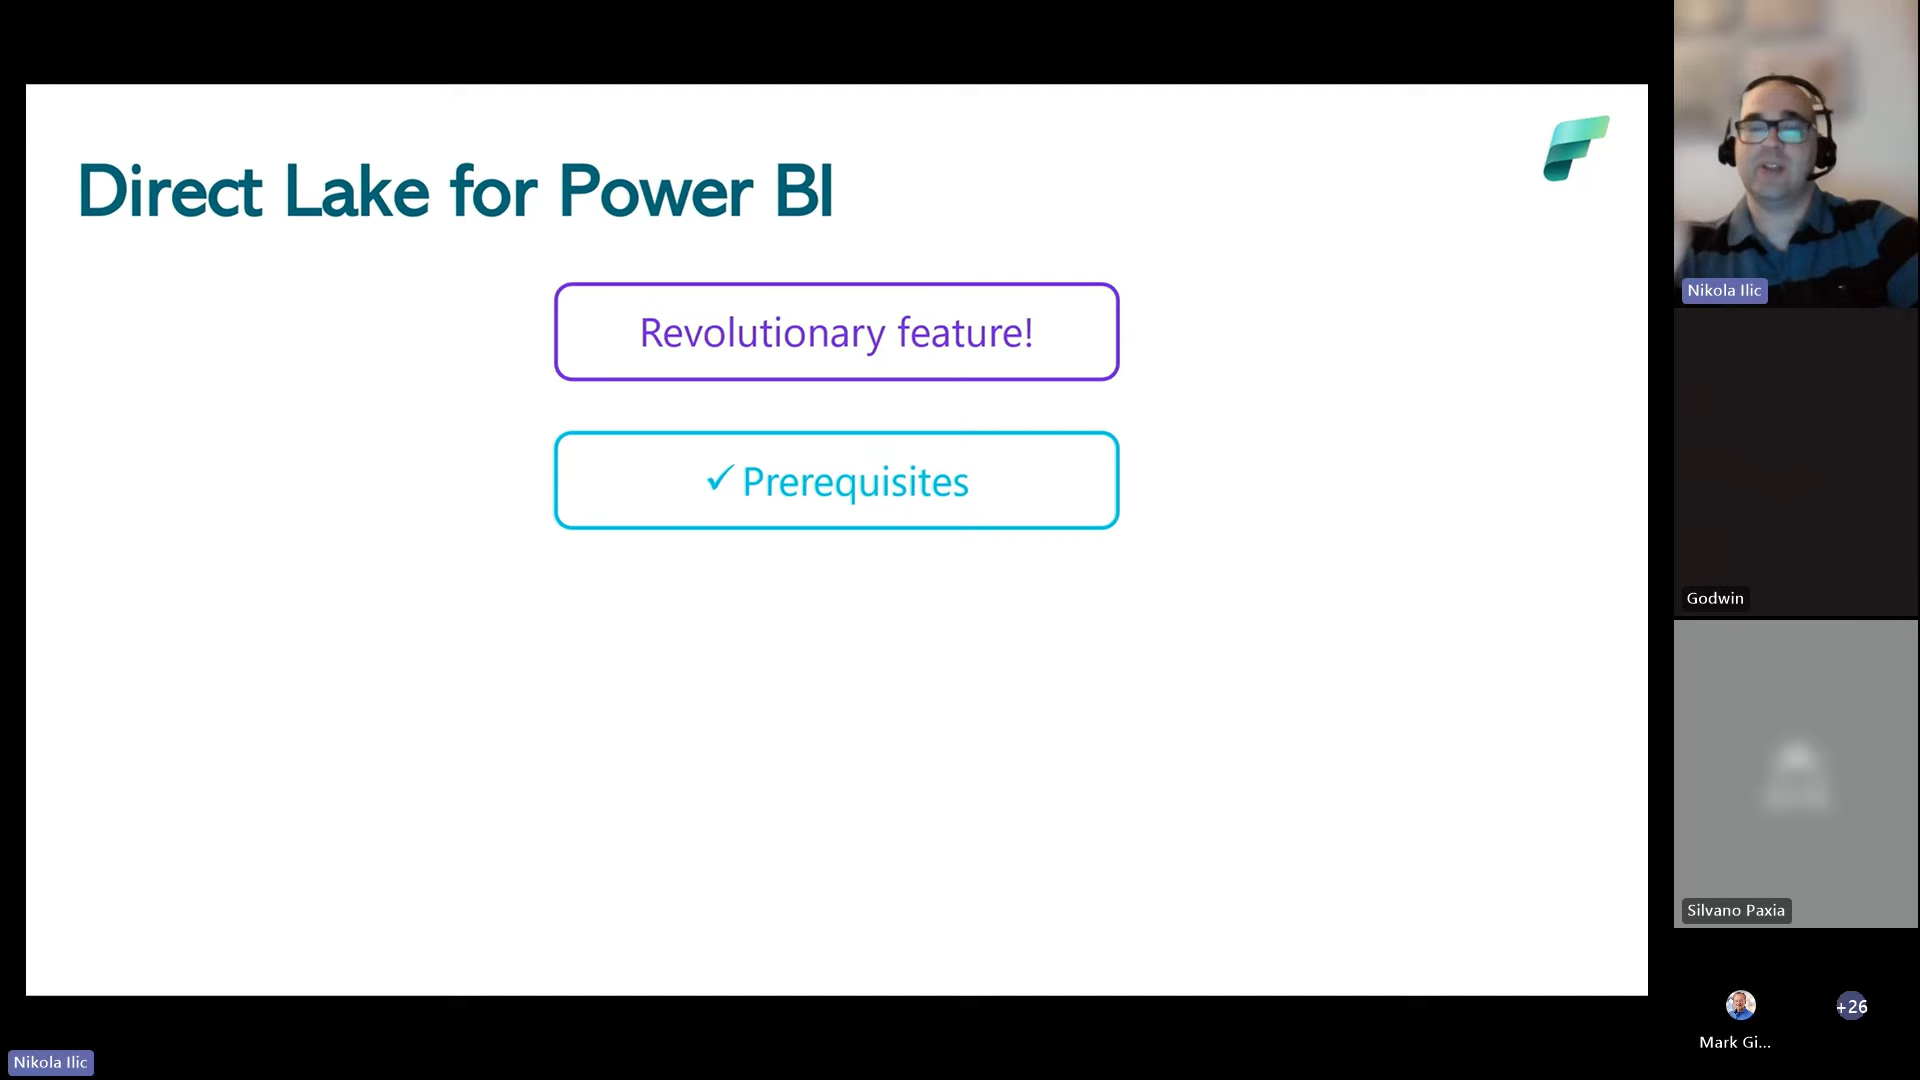 Direct Lake for Power BI
Revolutionary feature!
✓ Prerequisites
Nikola Ilic
Godwin
Silvano Paxia
+26
Mark Gi...
Nikola Ilic